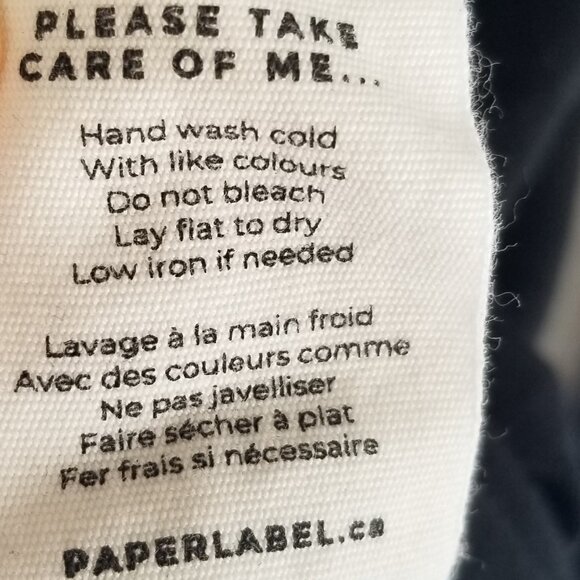 PLEASE TAKE
CARE OF ME...
Hand wash cold
With like colours
Do not bleach
Lay flat to dry
Low iron if needed
Lavage à la main froid
Avec des couleurs comme
Ne pas javelliser
Faire sécher à plat
Fer frais si nécessaire
PAPERLABEL.ca